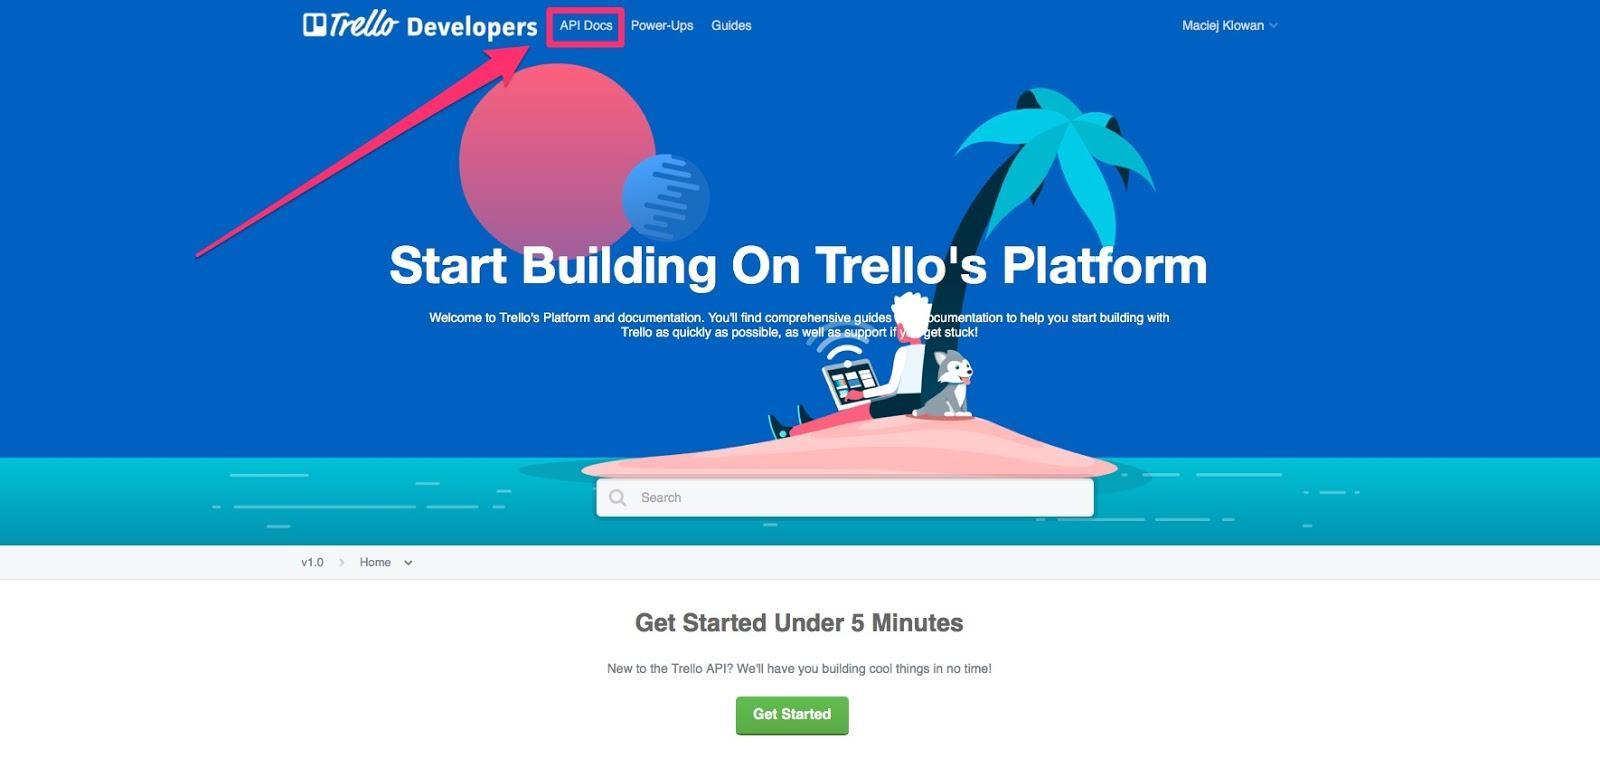 Trello Developers API Docs Power-Ups Guides Maciej Klowan
Start Building On Trello's Platform
Welcome to Trello's Platform and documentation. You'll find comprehensive guides ocumentation to help you start building with
Trello as quickly as possible, as well as support if get stuck!
Search
v1.0 Home
Get Started Under 5 Minutes
New to the Trello API? We'll have you building cool things in no time!
Get Started